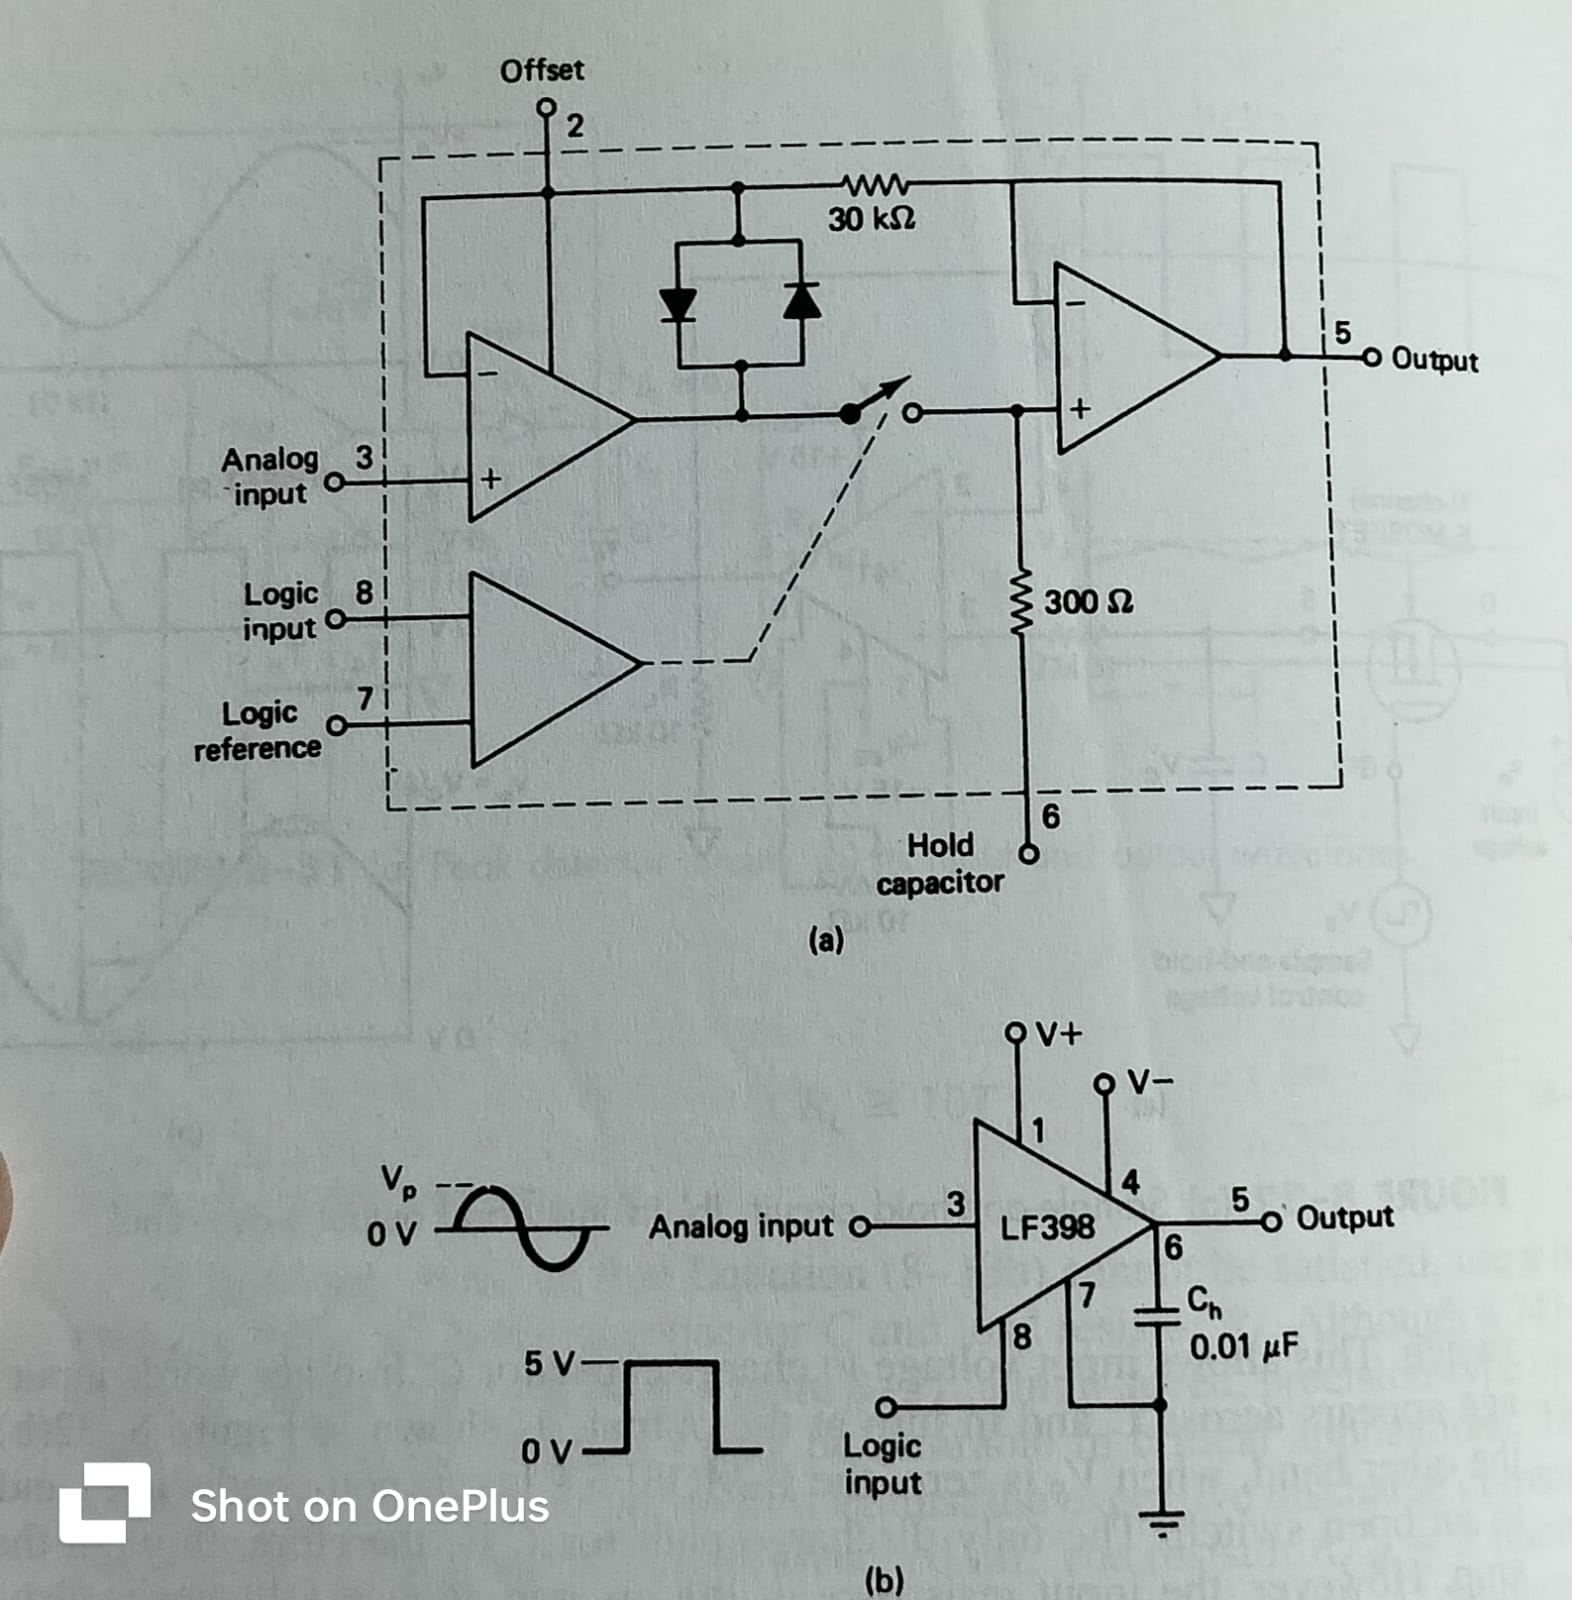 Offset
2
30 kΩ
−
+
5
Output
Analog
input
3
−
+
Logic
input
8
300 Ω
Logic
reference
7
6
Hold
capacitor
(a)
V+
V−
1
4
Vp
0 V
Analog input
3
LF398
5
Output
6
7
Ch
0.01 μF
8
5 V
0 V
Logic
input
(b)
Shot on OnePlus